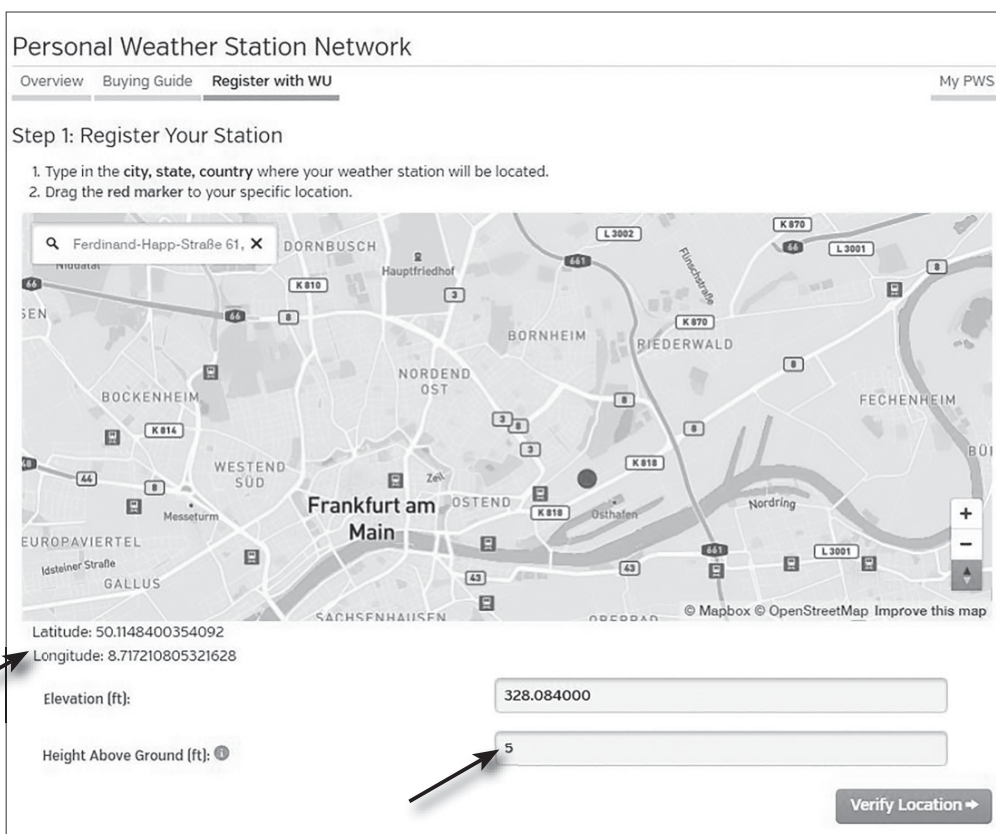 Personal Weather Station Network
Overview Buying Guide Register with WU My PWS
Step 1: Register Your Station
1. Type in the city, state, country where your weather station will be located.
2. Drag the red marker to your specific location.
Ferdinand-Happ-Straße 61, ✕
DORNBUSCH
Hauptfriedhof
L 3002
K 870
66
L 3001
661
Flinschstraße
8
Niddatal
66
K 810
3
66
8
K 870
BORNHEIM
RIEDERWALD
NORDEND
OST
8
BOCKENHEIM
8
FECHENHEIM
3
8
K 814
8
3
WESTEND
SÜD
K 818
44
8
Zeil
Messeturm
Frankfurt am
Main
OSTEND
K 818
Osthafen
Nordring
+
EUROPAVIERTEL
−
661
L 3001
Idsteiner Straße
43
GALLUS
43
SACHSENHAUSEN
OBERRAD
© Mapbox © OpenStreetMap Improve this map
Latitude: 50.1148400354092
Longitude: 8.717210805321628
Elevation (ft): 328.084000
Height Above Ground (ft): 5
Verify Location →